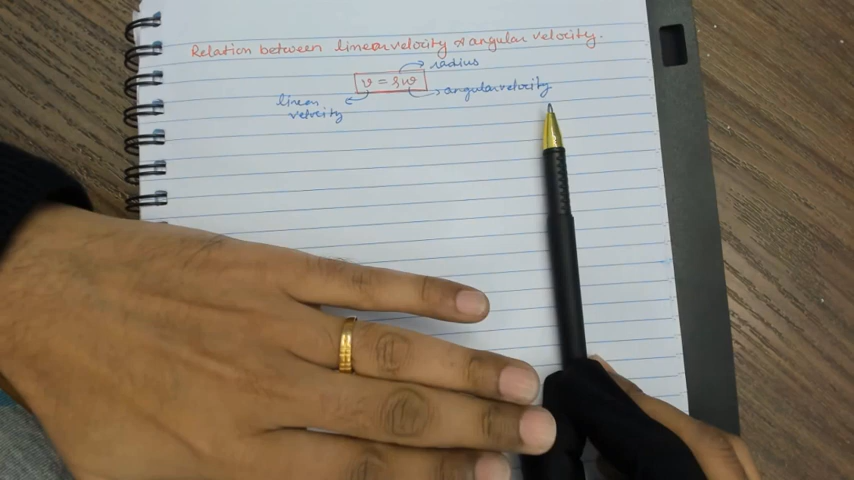 Relation between linear velocity & angular velocity.
radius
v = rω
angular velocity
linear
velocity